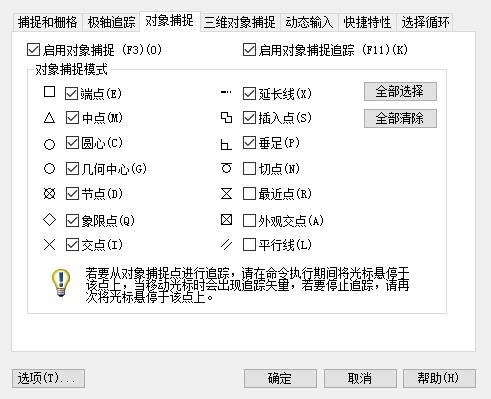 捕捉和栅格 极轴追踪 对象捕捉 三维对象捕捉 动态输入 快捷特性 选择循环
启用对象捕捉 (F3)(O) 启用对象捕捉追踪 (F11)(K)
对象捕捉模式
端点(E) 延长线(X) 全部选择
中点(M) 插入点(S) 全部清除
圆心(C) 垂足(P)
几何中心(G) 切点(N)
节点(D) 最近点(R)
象限点(Q) 外观交点(A)
交点(I) 平行线(L)
若要从对象捕捉点进行追踪，请在命令执行期间将光标悬停于
该点上，当移动光标时会出现追踪矢量，若要停止追踪，请再
次将光标悬停于该点上。
选项(T)... 确定 取消 帮助(H)